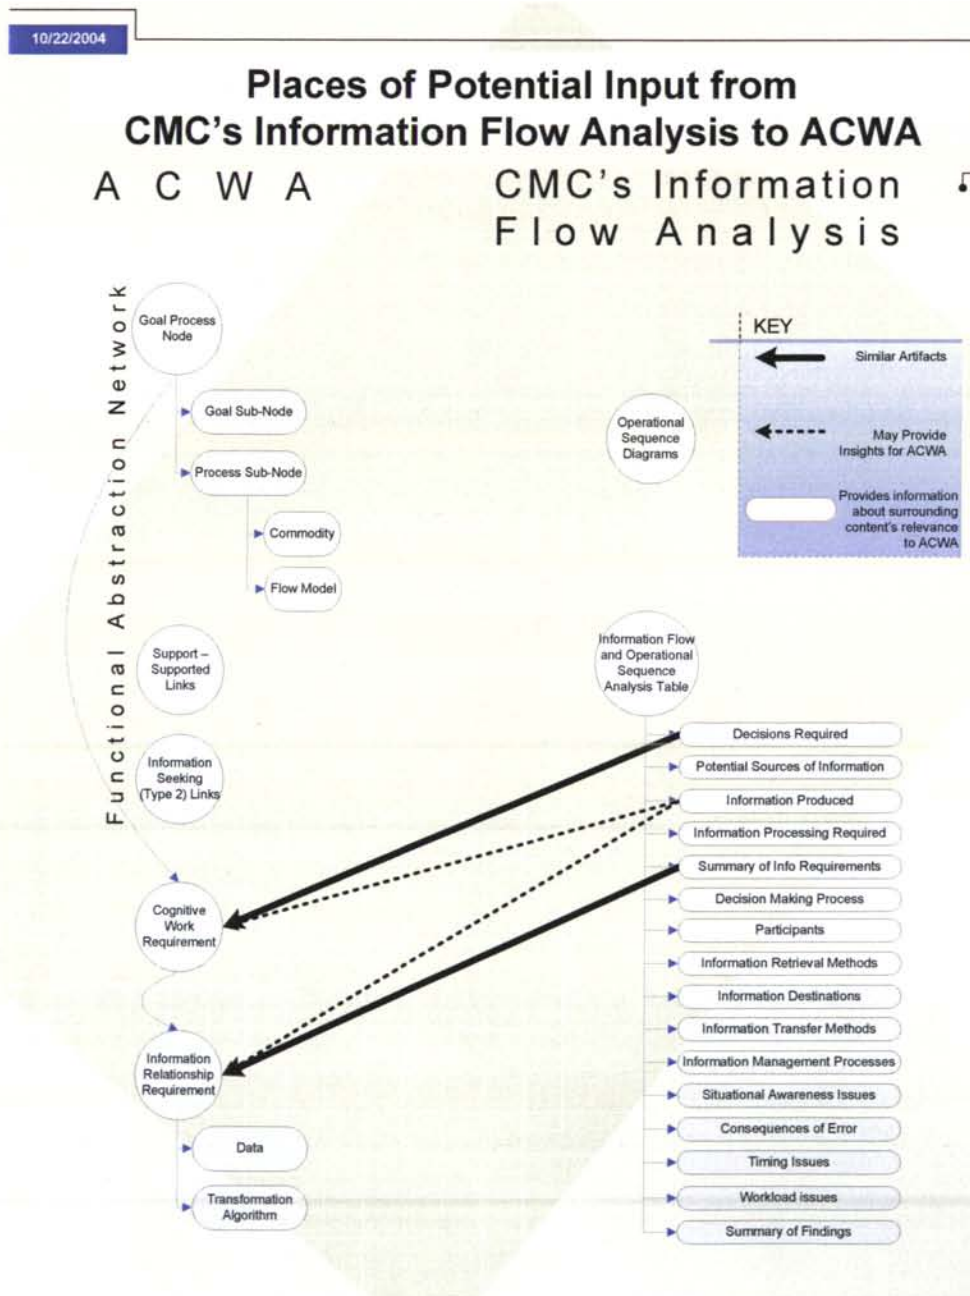 10/22/2004
Places of Potential Input from
CMC's Information Flow Analysis to ACWA
A C W A
CMC's Information
Flow Analysis
Functional Abstraction Network
Goal Process
Node
Goal Sub-Node
Process Sub-Node
Commodity
Flow Model
Support –
Supported
Links
Information
Seeking
(Type 2) Links
Cognitive
Work
Requirement
Information
Relationship
Requirement
Data
Transformation
Algorithm
Operational
Sequence
Diagrams
KEY
Similar Artifacts
May Provide
Insights for ACWA
Provides information
about surrounding
content's relevance
to ACWA
Information Flow
and Operational
Sequence
Analysis Table
Decisions Required
Potential Sources of Information
Information Produced
Information Processing Required
Summary of Info Requirements
Decision Making Process
Participants
Information Retrieval Methods
Information Destinations
Information Transfer Methods
Information Management Processes
Situational Awareness Issues
Consequences of Error
Timing Issues
Workload issues
Summary of Findings